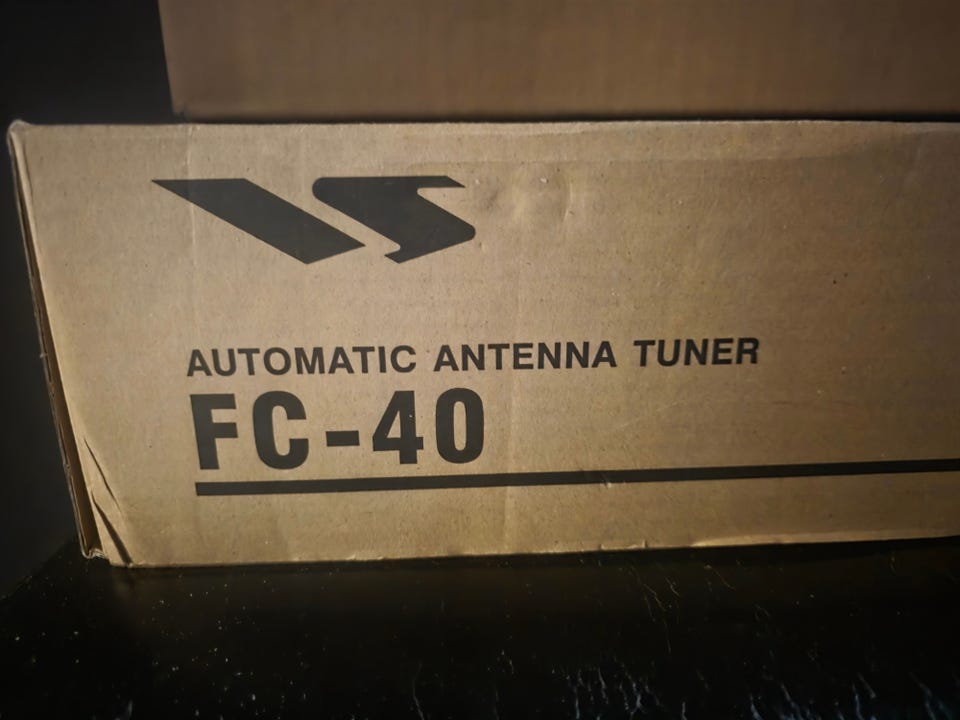 AUTOMATIC ANTENNA TUNER
FC-40